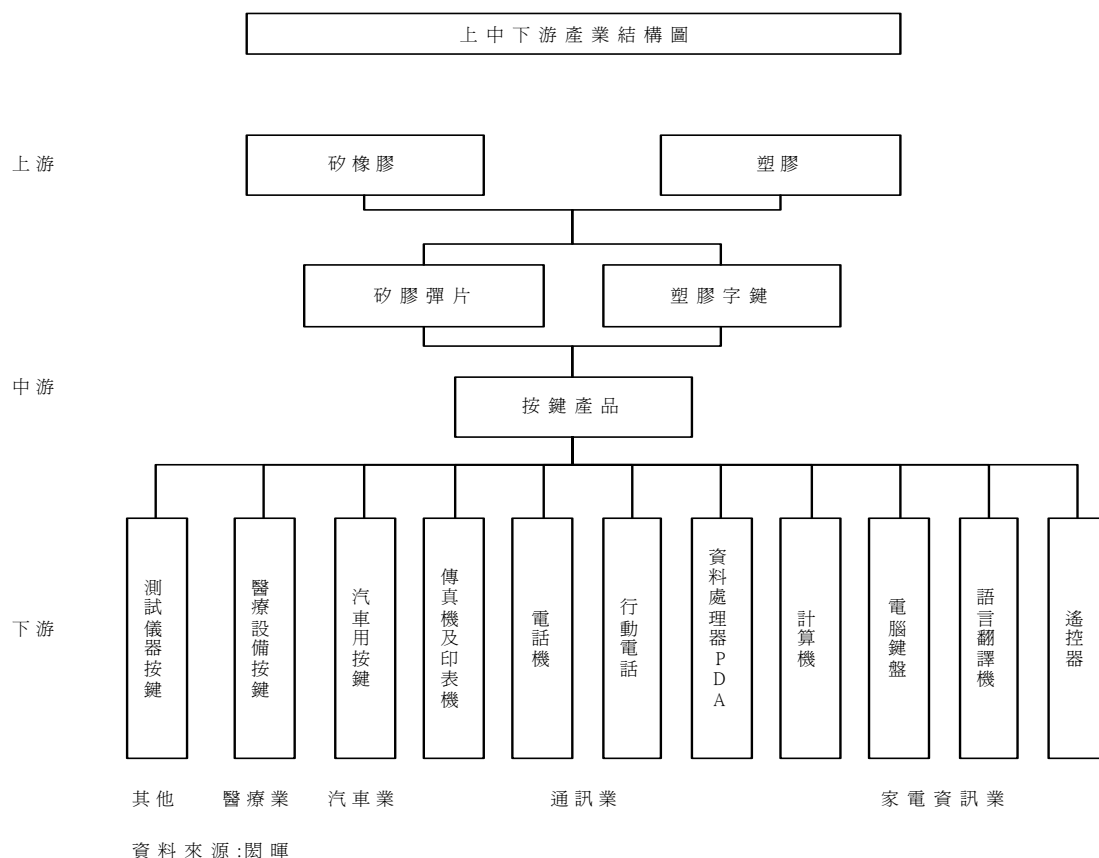 上中下游產業結構圖
上游
矽橡膠
塑膠
矽膠彈片
塑膠字鍵
中游
按鍵產品
下游
測試儀器按鍵
醫療設備按鍵
汽車用按鍵
傳真機及印表機
電話機
行動電話
資料處理器PDA
計算機
電腦鍵盤
語言翻譯機
遙控器
其他
醫療業
汽車業
通訊業
家電資訊業
資料來源:閎暉